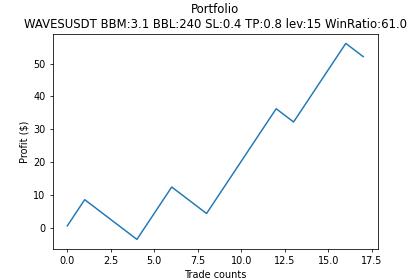 Portfolio
WAVESUSDT BBM:3.1 BBL:240 SL:0.4 TP:0.8 lev:15 WinRatio:61.0
50
40
30
20
10
0
Profit ($)
0.0 2.5 5.0 7.5 10.0 12.5 15.0 17.5
Trade counts